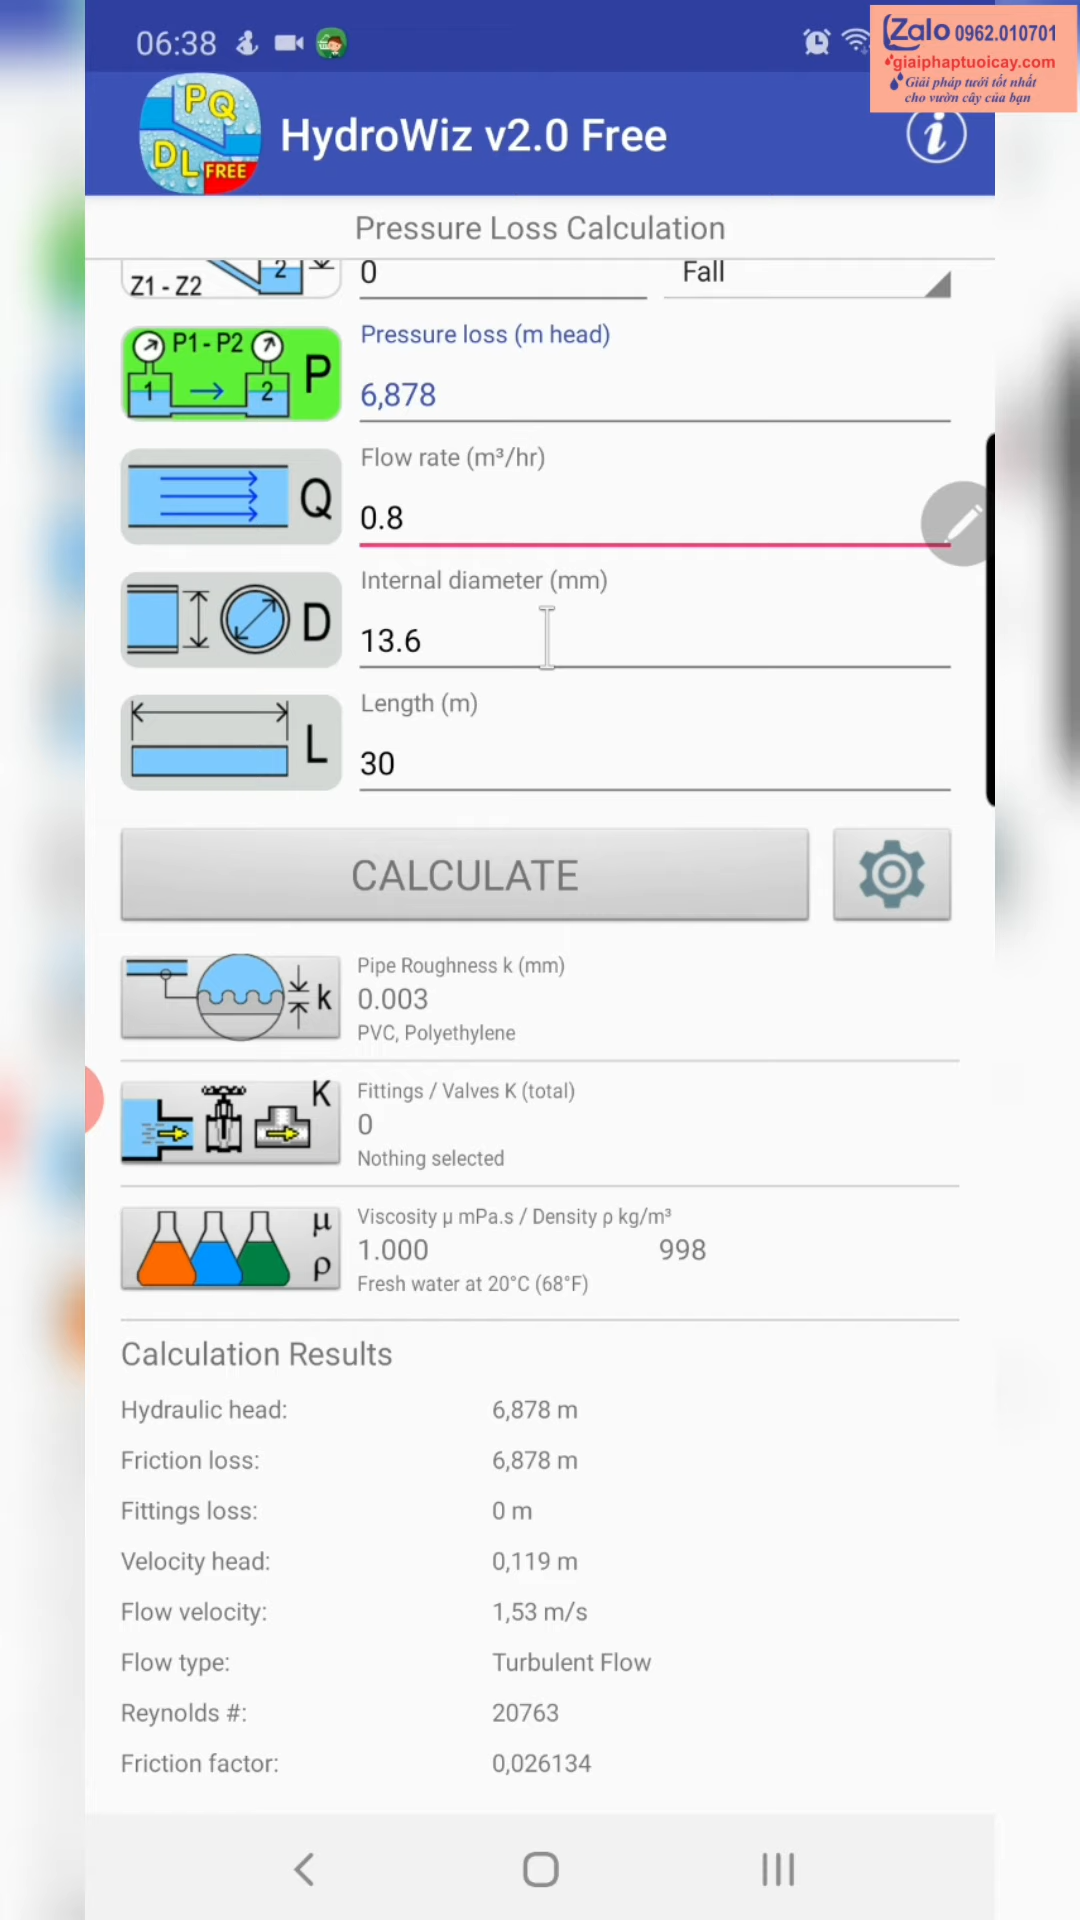 06:38
Zalo 0962.010701
giaiphaptuoicay.com
Giải pháp tưới tốt nhất
cho vườn cây của bạn
PQ
DL FREE
HydroWiz v2.0 Free
i
Pressure Loss Calculation
Z1 - Z2
2
0
Fall
P1 - P2
1
2
P
Pressure loss (m head)
6,878
Q
Flow rate (m³/hr)
0.8
D
Internal diameter (mm)
13.6
L
Length (m)
30
CALCULATE
k
Pipe Roughness k (mm)
0.003
PVC, Polyethylene
K
Fittings / Valves K (total)
0
Nothing selected
μ
ρ
Viscosity μ mPa.s / Density ρ kg/m³
1.000 998
Fresh water at 20°C (68°F)
Calculation Results
Hydraulic head: 6,878 m
Friction loss: 6,878 m
Fittings loss: 0 m
Velocity head: 0,119 m
Flow velocity: 1,53 m/s
Flow type: Turbulent Flow
Reynolds #: 20763
Friction factor: 0,026134